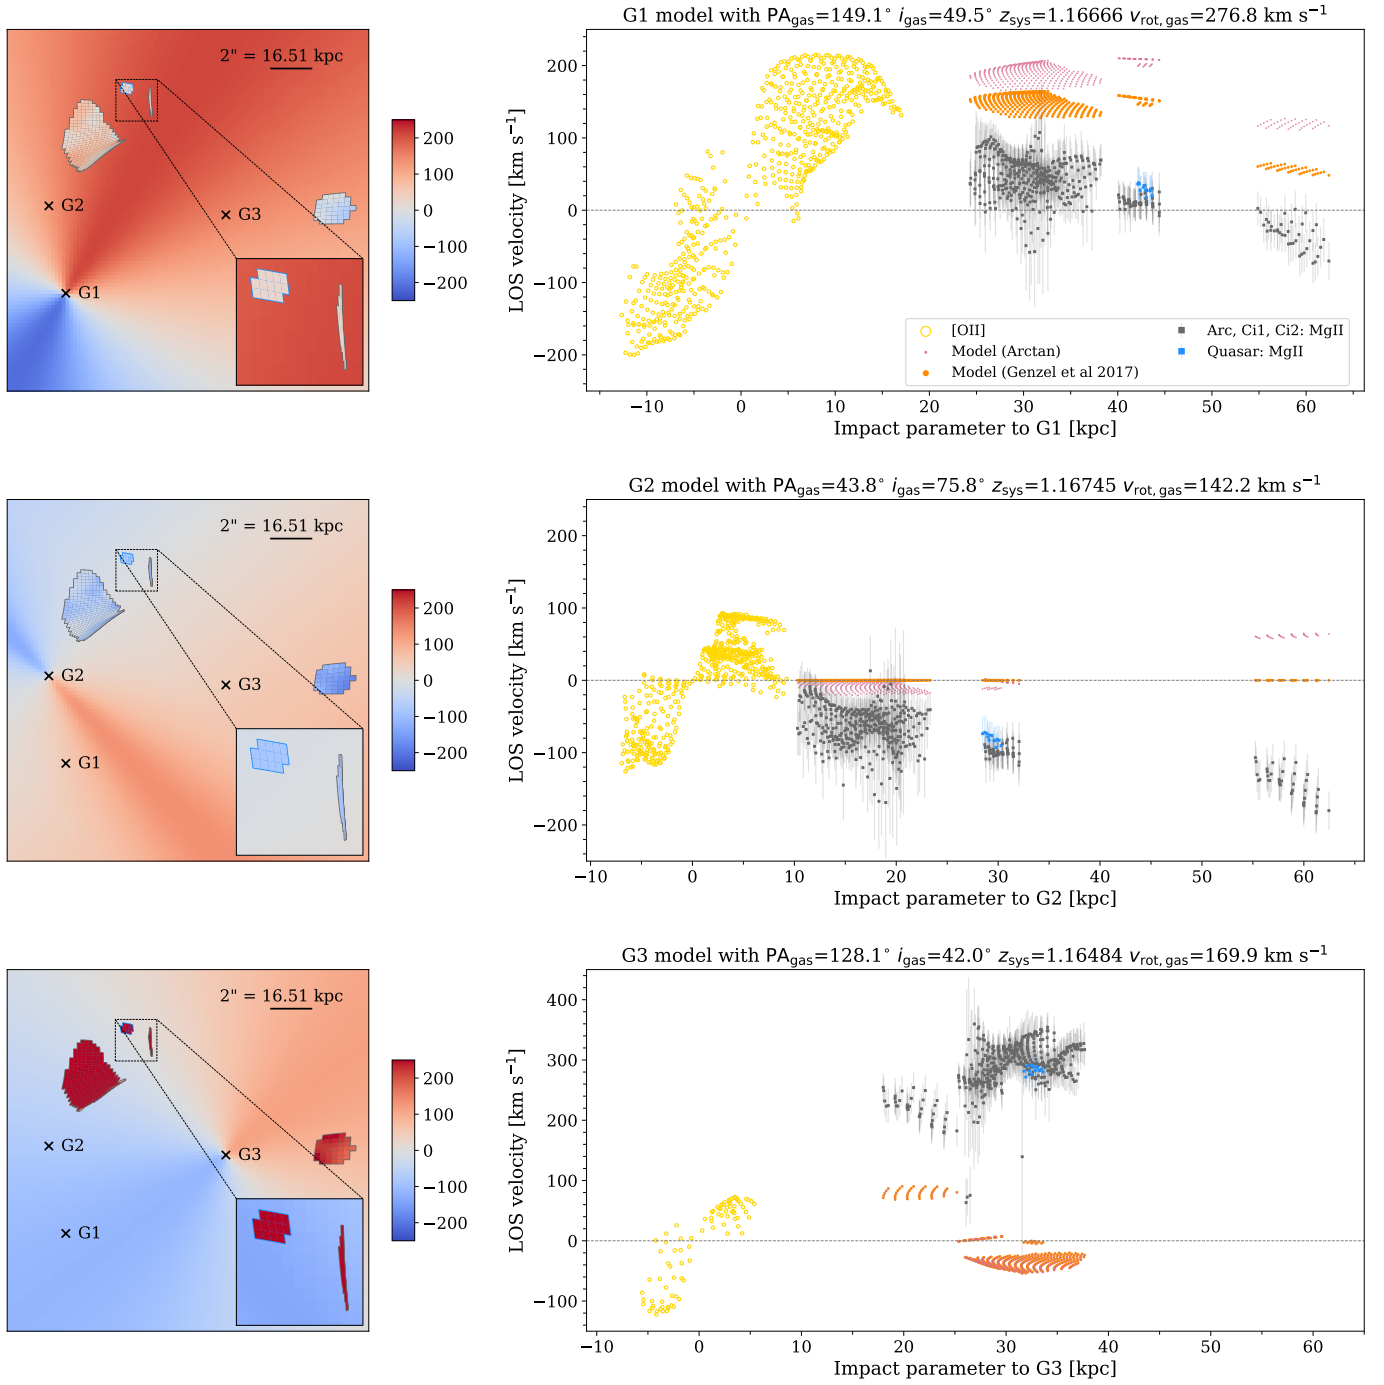 G1 model with PA_gas=149.1° i_gas=49.5° z_sys=1.16666 v_rot, gas=276.8 km s⁻¹
2" = 16.51 kpc
G2
G3
G1
200
100
0
−100
−200
LOS velocity [km s⁻¹]
200
100
0
−100
−200
[OII]
Model (Arctan)
Model (Genzel et al 2017)
Arc, Ci1, Ci2: MgII
Quasar: MgII
−10 0 10 20 30 40 50 60
Impact parameter to G1 [kpc]
G2 model with PA_gas=43.8° i_gas=75.8° z_sys=1.16745 v_rot, gas=142.2 km s⁻¹
2" = 16.51 kpc
G2
G3
G1
200
100
0
−100
−200
LOS velocity [km s⁻¹]
200
100
0
−100
−200
−10 0 10 20 30 40 50 60
Impact parameter to G2 [kpc]
G3 model with PA_gas=128.1° i_gas=42.0° z_sys=1.16484 v_rot, gas=169.9 km s⁻¹
2" = 16.51 kpc
G2
G3
G1
200
100
0
−100
−200
LOS velocity [km s⁻¹]
400
300
200
100
0
−100
−10 0 10 20 30 40 50 60
Impact parameter to G3 [kpc]